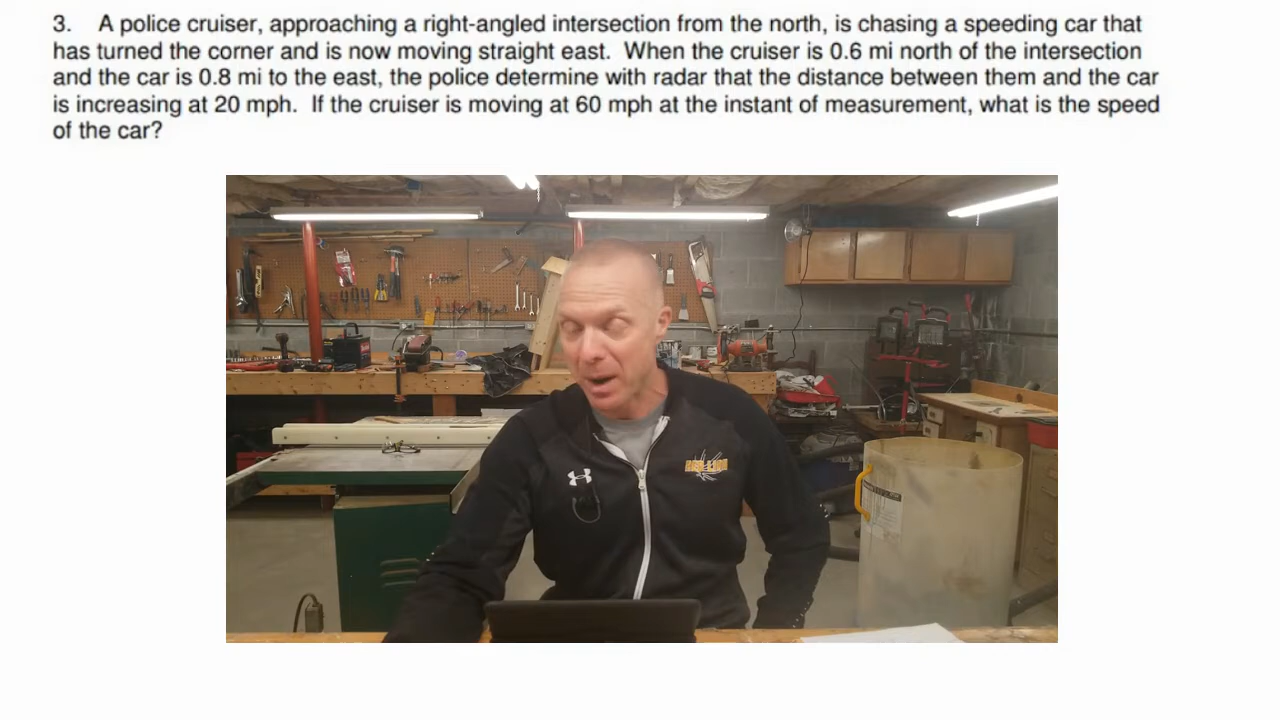 3. A police cruiser, approaching a right-angled intersection from the north, is chasing a speeding car that
has turned the corner and is now moving straight east. When the cruiser is 0.6 mi north of the intersection
and the car is 0.8 mi to the east, the police determine with radar that the distance between them and the car
is increasing at 20 mph. If the cruiser is moving at 60 mph at the instant of measurement, what is the speed
of the car?